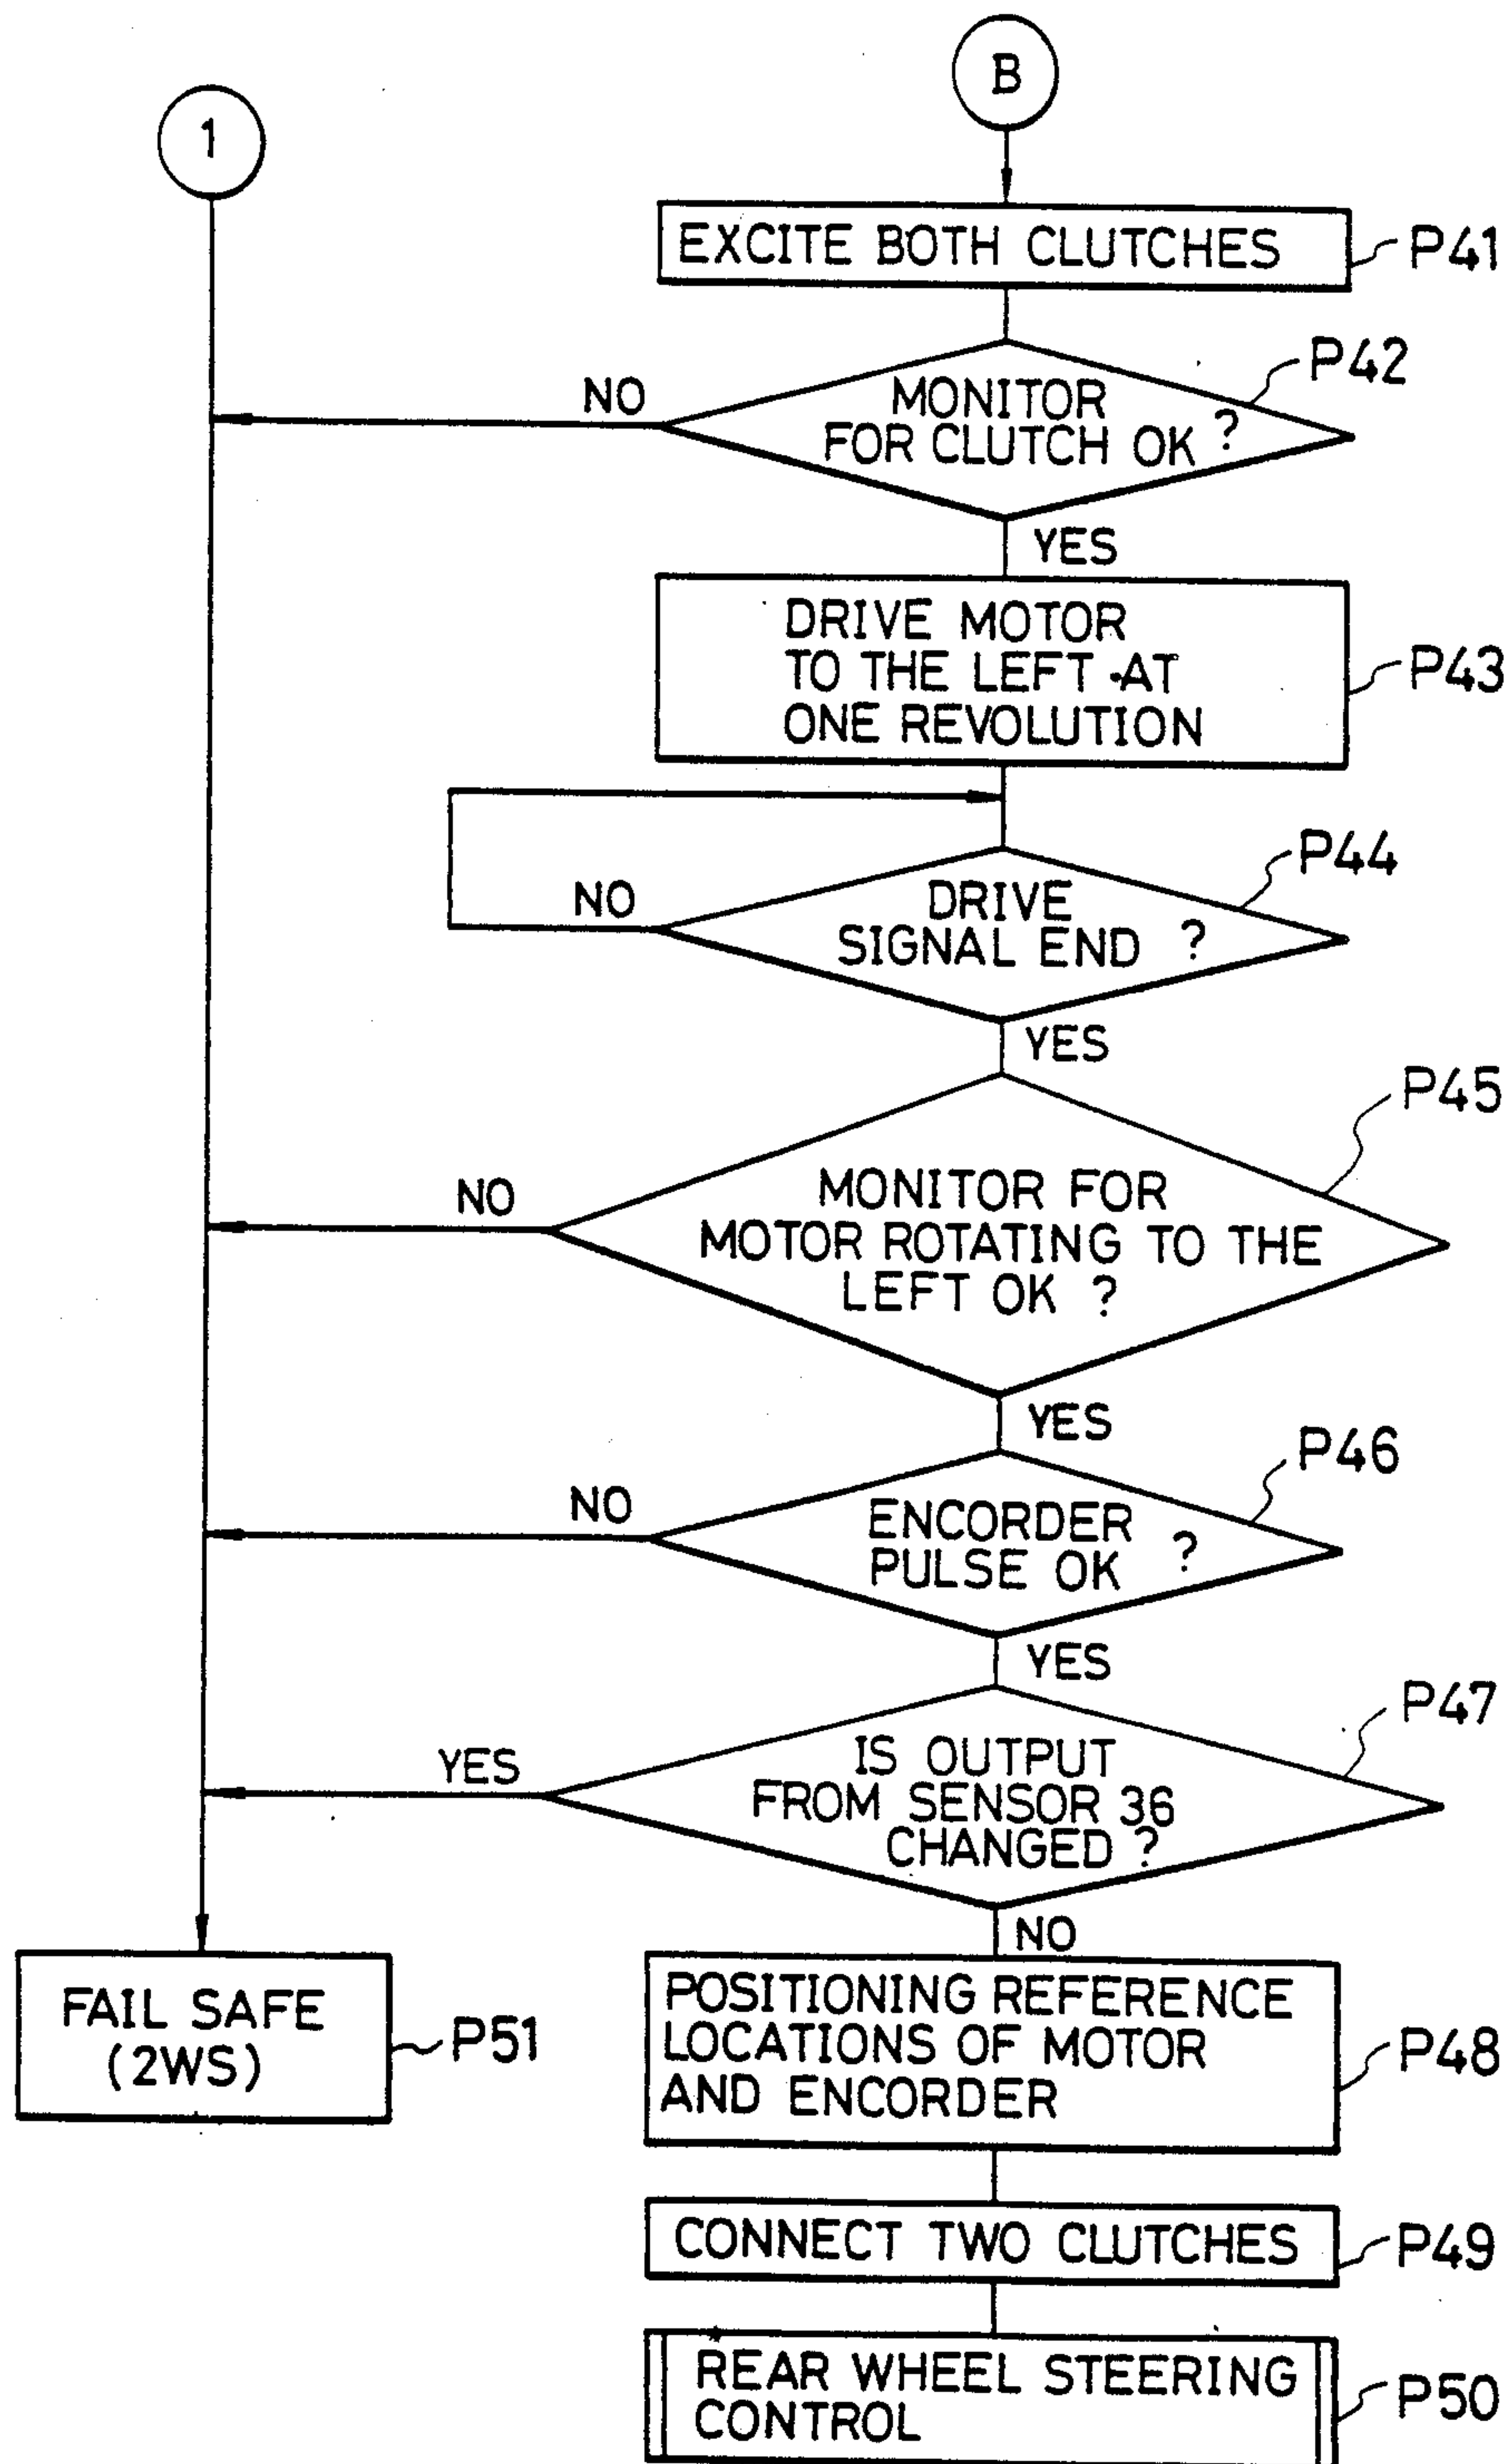 B
1
EXCITE BOTH CLUTCHES
P41
P42
NO
MONITOR
FOR CLUTCH OK ?
YES
DRIVE MOTOR
TO THE LEFT AT
ONE REVOLUTION
P43
P44
NO
DRIVE
SIGNAL END ?
YES
P45
NO
MONITOR FOR
MOTOR ROTATING TO THE
LEFT OK ?
YES
P46
NO
ENCORDER
PULSE OK ?
YES
P47
YES
IS OUTPUT
FROM SENSOR 36
CHANGED ?
NO
FAIL SAFE
(2WS)
P51
POSITIONING REFERENCE
LOCATIONS OF MOTOR
AND ENCORDER
P48
CONNECT TWO CLUTCHES
P49
REAR WHEEL STEERING
CONTROL
P50